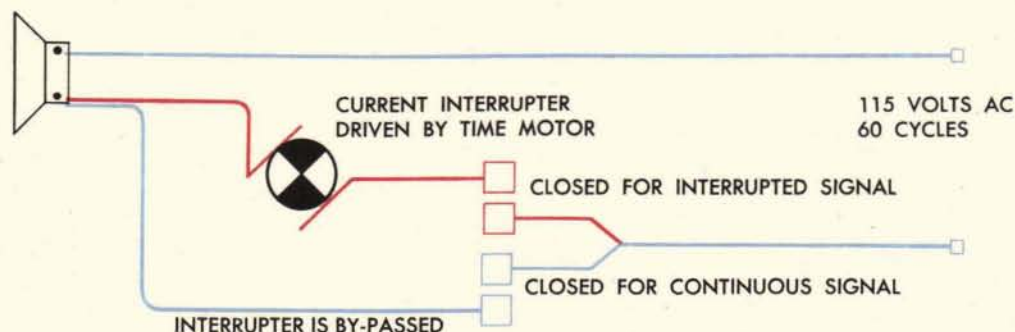 CURRENT INTERRUPTER
DRIVEN BY TIME MOTOR
115 VOLTS AC
60 CYCLES
CLOSED FOR INTERRUPTED SIGNAL
CLOSED FOR CONTINUOUS SIGNAL
INTERRUPTER IS BY-PASSED